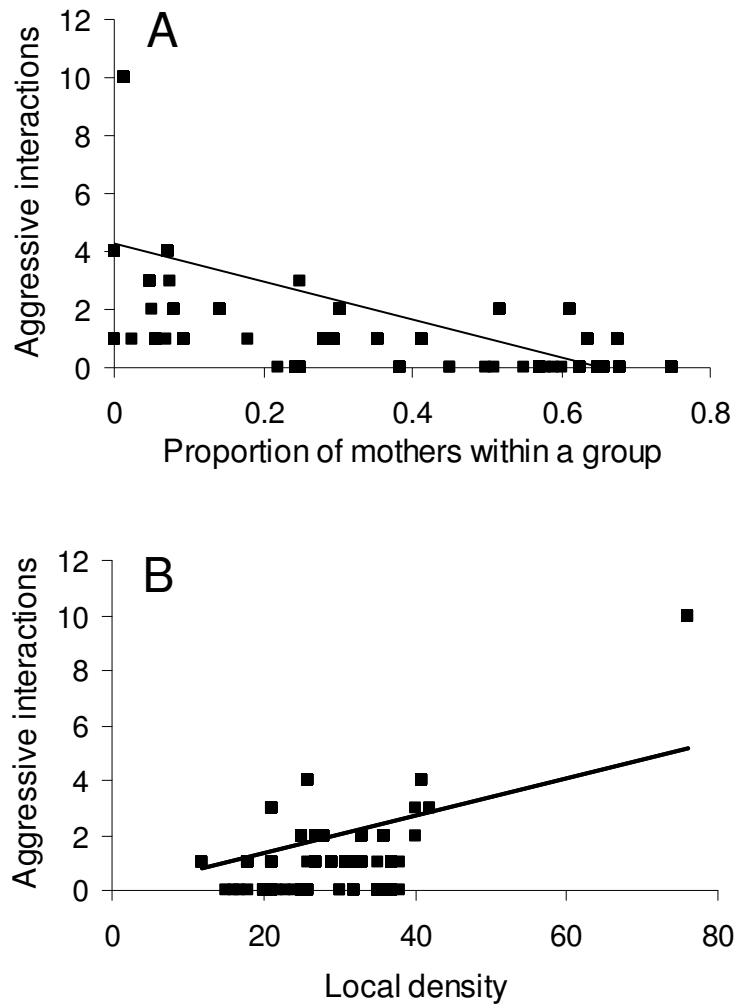 A
Aggressive interactions
12
10
8
6
4
2
0
0 0.2 0.4 0.6 0.8
Proportion of mothers within a group
B
Aggressive interactions
12
10
8
6
4
2
0
0 20 40 60 80
Local density